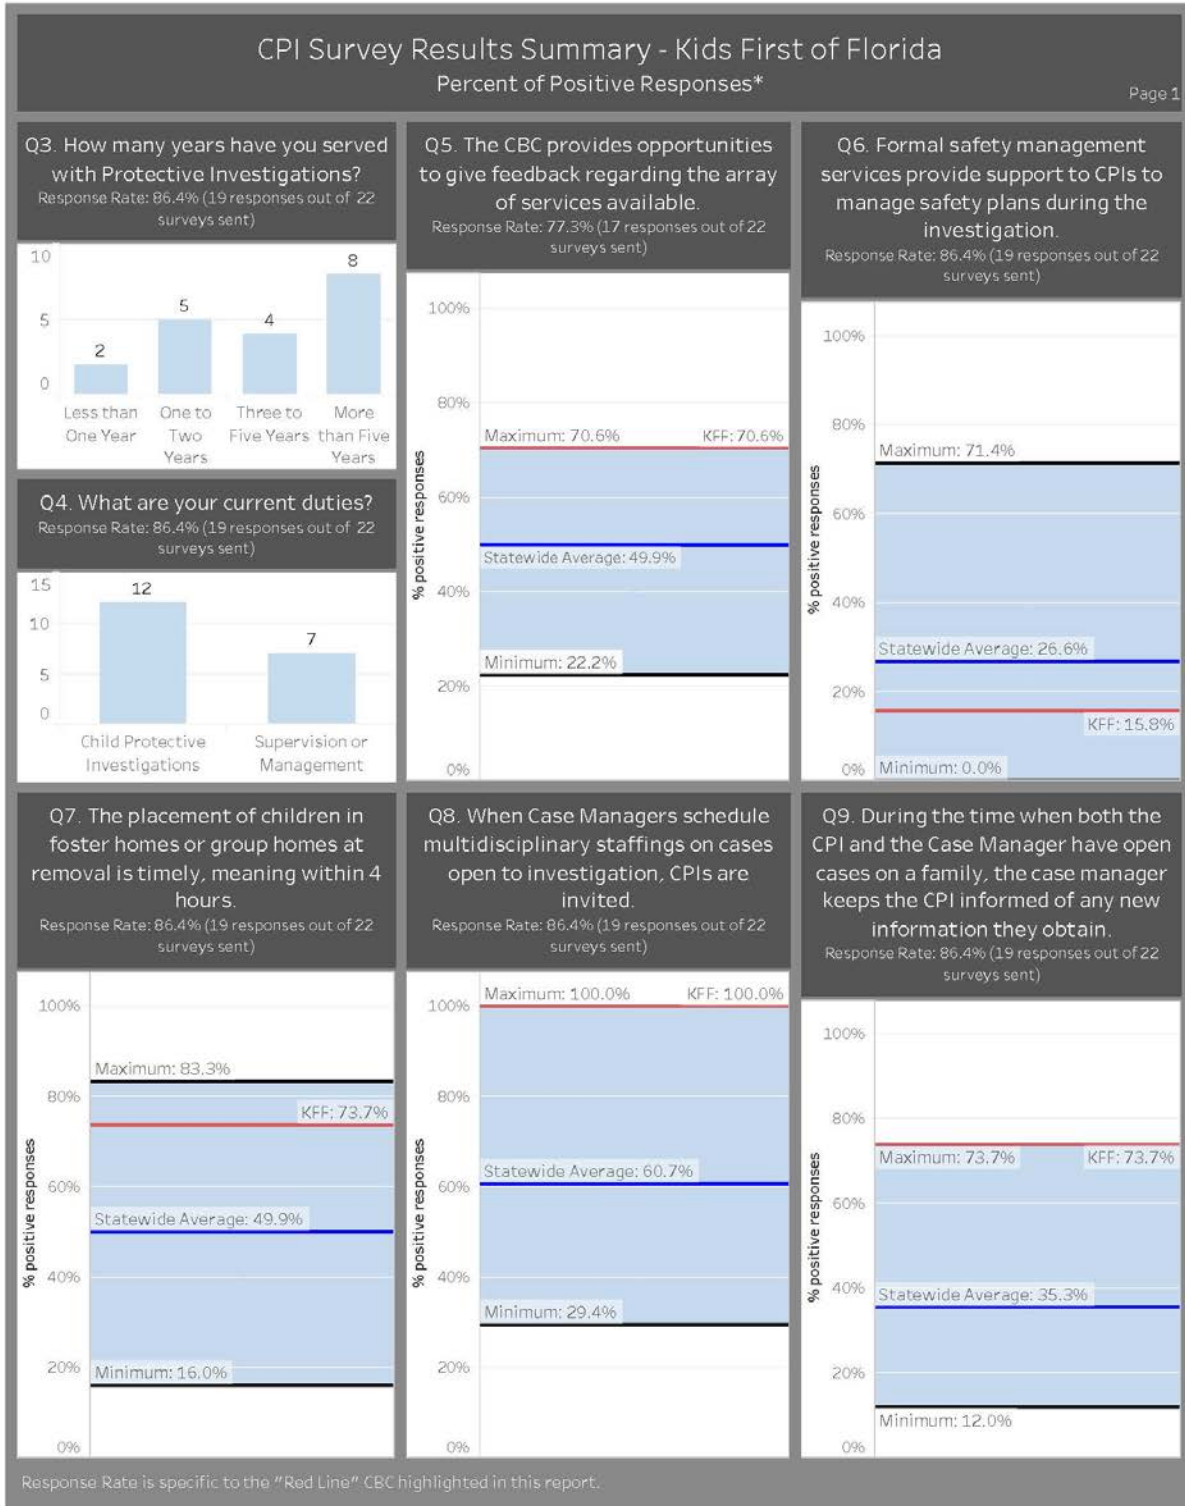 CPI Survey Results Summary - Kids First of Florida
Percent of Positive Responses*
Page 1
Q3. How many years have you served
with Protective Investigations?
Response Rate: 86.4% (19 responses out of 22
surveys sent)
10
5
0
2
5
4
8
Less than
One Year
One to
Two
Years
Three to
Five Years
More
than Five
Years
Q4. What are your current duties?
Response Rate: 86.4% (19 responses out of 22
surveys sent)
15
10
5
0
12
7
Child Protective
Investigations
Supervision or
Management
Q5. The CBC provides opportunities
to give feedback regarding the array
of services available.
Response Rate: 77.3% (17 responses out of 22
surveys sent)
% positive responses
100%
80%
60%
40%
20%
0%
Maximum: 70.6%
KFF: 70.6%
Statewide Average: 49.9%
Minimum: 22.2%
Q6. Formal safety management
services provide support to CPIs to
manage safety plans during the
investigation.
Response Rate: 86.4% (19 responses out of 22
surveys sent)
% positive responses
100%
80%
60%
40%
20%
0%
Maximum: 71.4%
Statewide Average: 26.6%
KFF: 15.8%
Minimum: 0.0%
Q7. The placement of children in
foster homes or group homes at
removal is timely, meaning within 4
hours.
Response Rate: 86.4% (19 responses out of 22
surveys sent)
% positive responses
100%
80%
60%
40%
20%
0%
Maximum: 83.3%
KFF: 73.7%
Statewide Average: 49.9%
Minimum: 16.0%
Q8. When Case Managers schedule
multidisciplinary staffings on cases
open to investigation, CPIs are
invited.
Response Rate: 86.4% (19 responses out of 22
surveys sent)
% positive responses
100%
80%
60%
40%
20%
0%
Maximum: 100.0%
KFF: 100.0%
Statewide Average: 60.7%
Minimum: 29.4%
Q9. During the time when both the
CPI and the Case Manager have open
cases on a family, the case manager
keeps the CPI informed of any new
information they obtain.
Response Rate: 86.4% (19 responses out of 22
surveys sent)
% positive responses
100%
80%
60%
40%
20%
0%
Maximum: 73.7%
KFF: 73.7%
Statewide Average: 35.3%
Minimum: 12.0%
Response Rate is specific to the "Red Line" CBC highlighted in this report.